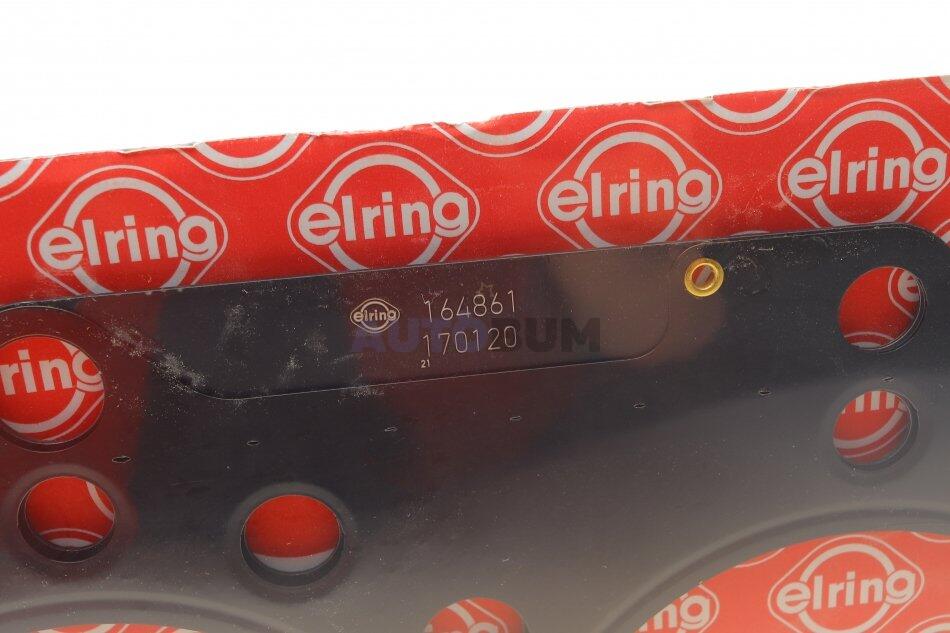 elring elring elring elring
elring 164861
AUTOBUM
170120
21
ring
elring